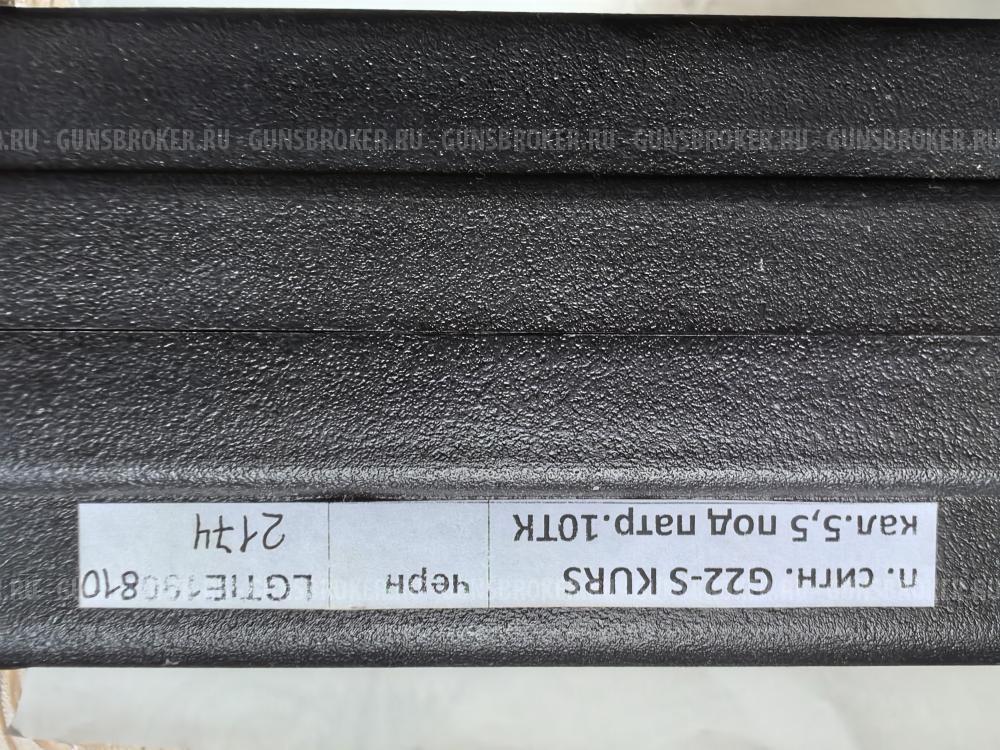 .RU - GUNSBROKER.RU - GUNSBROKER.RU - GUNSBROKER.RU - GUNSBROKER.RU - GUNSBROKER.RU
п. сигн. G22-S KURS
кал.5,5 под патр.10ТК
черн
LGTIE190810
2174